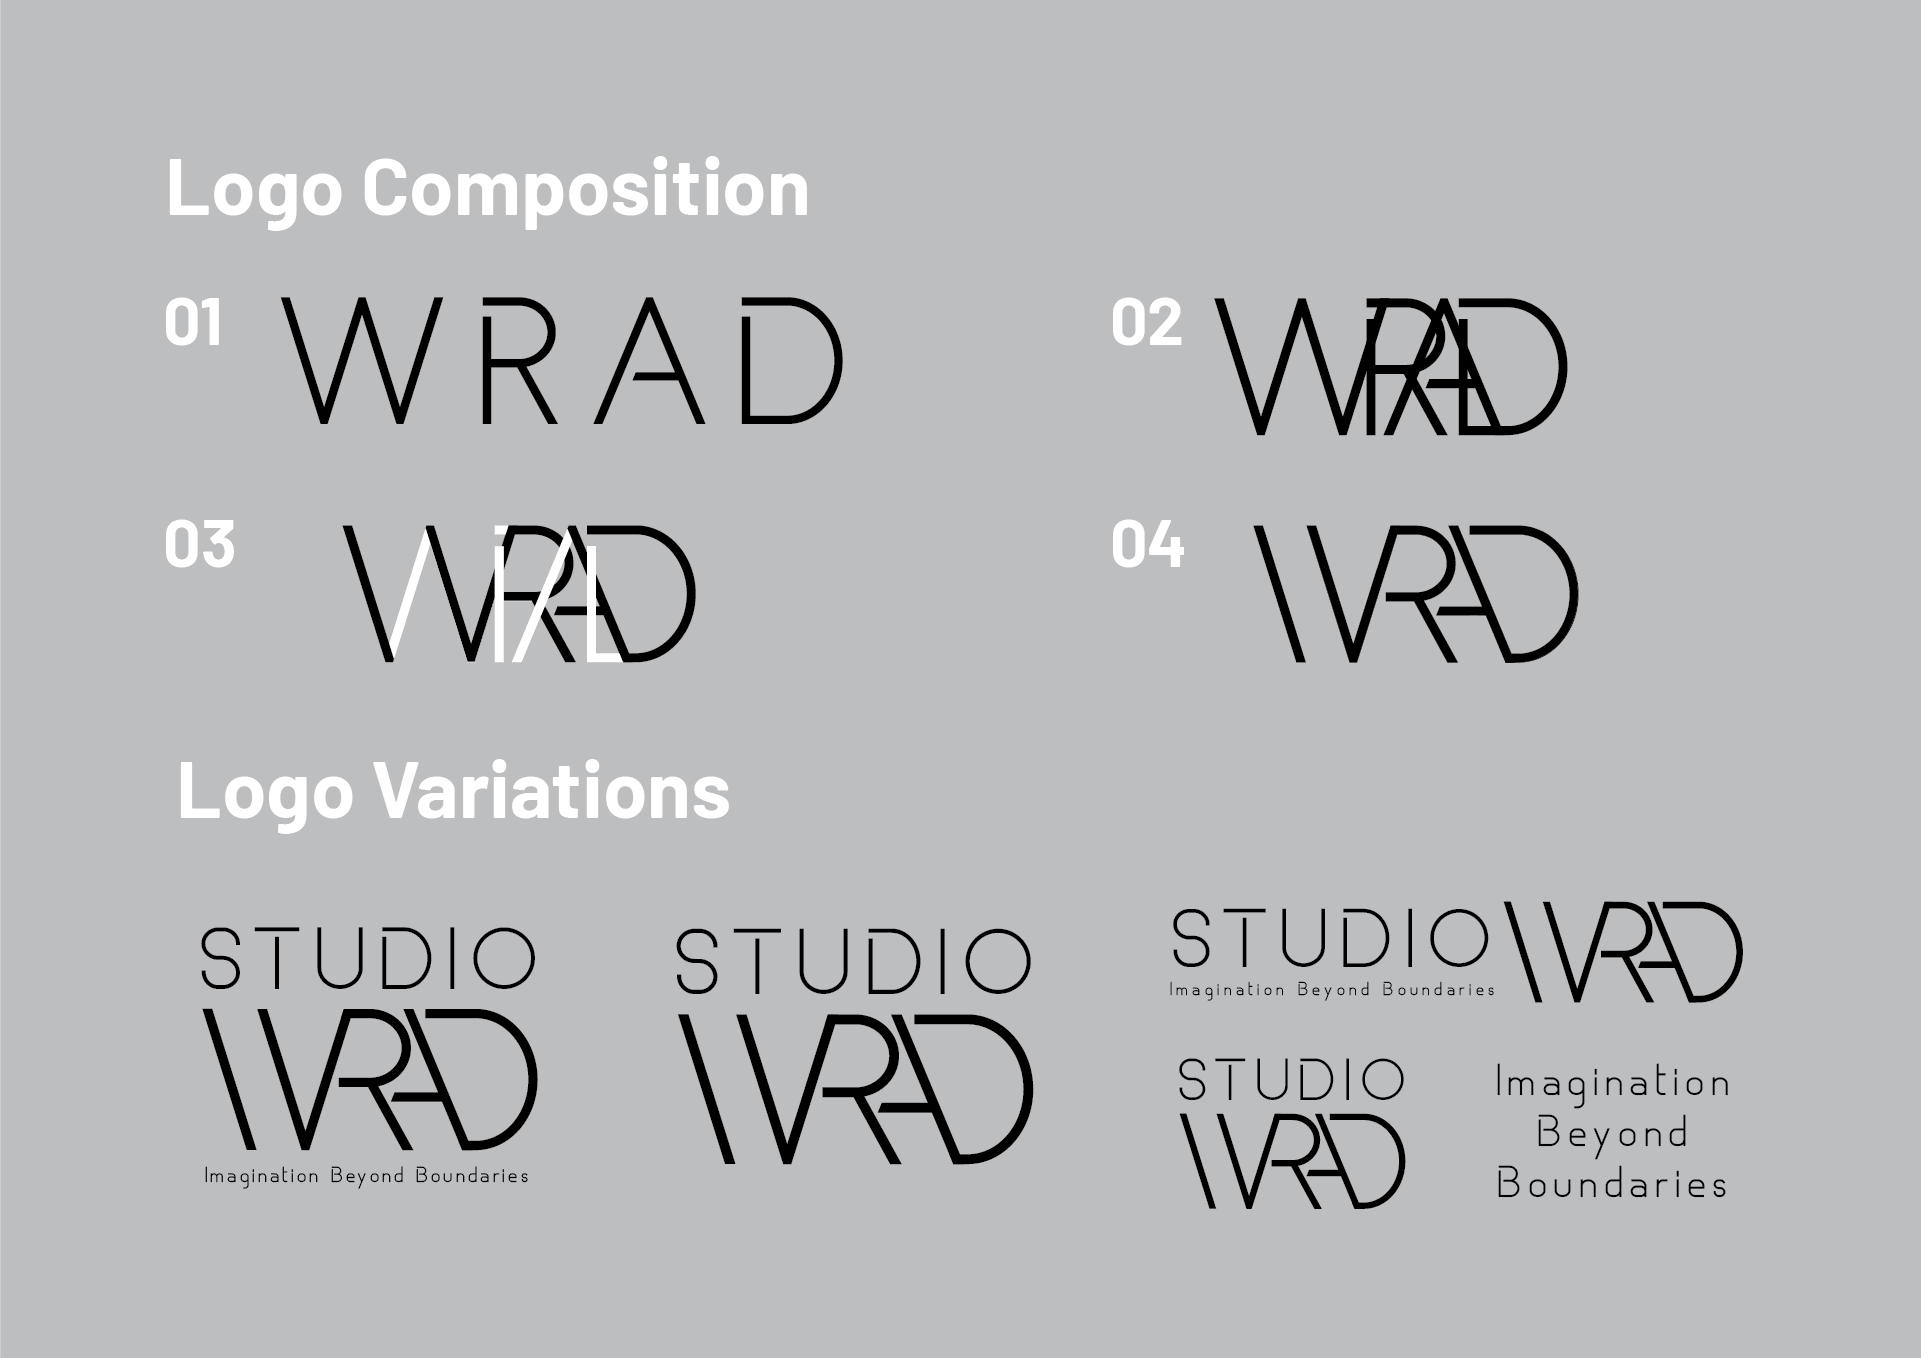 Logo Composition
01 WRAD
02 WRAD
03 WRAD
04 WRAD
Logo Variations
STUDIO
WRAD
Imagination Beyond Boundaries
STUDIO
WRAD
STUDIO WRAD
Imagination Beyond Boundaries
STUDIO
WRAD
Imagination
Beyond
Boundaries